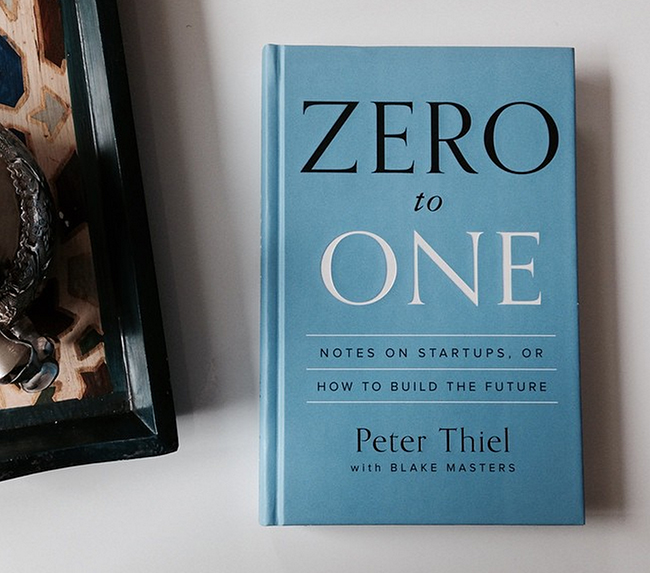 ZERO
to
ONE
NOTES ON STARTUPS, OR
HOW TO BUILD THE FUTURE
Peter Thiel
with BLAKE MASTERS